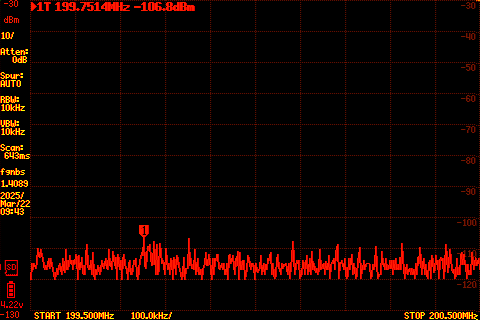 -30
1T 199.7514MHz -106.8dBm
-30
dBm
-40
10/
Atten:
0dB
-50
-60
Spur:
AUTO
RBW:
10kHz
-70
VBW:
10kHz
-80
Scan:
643ms
-90
f9nbs
1.4089
2025/
Mar/22
09:43
-100
1
SD
-120
4.22v
-130
START 199.500MHz 100.0kHz/ STOP 200.500MHz